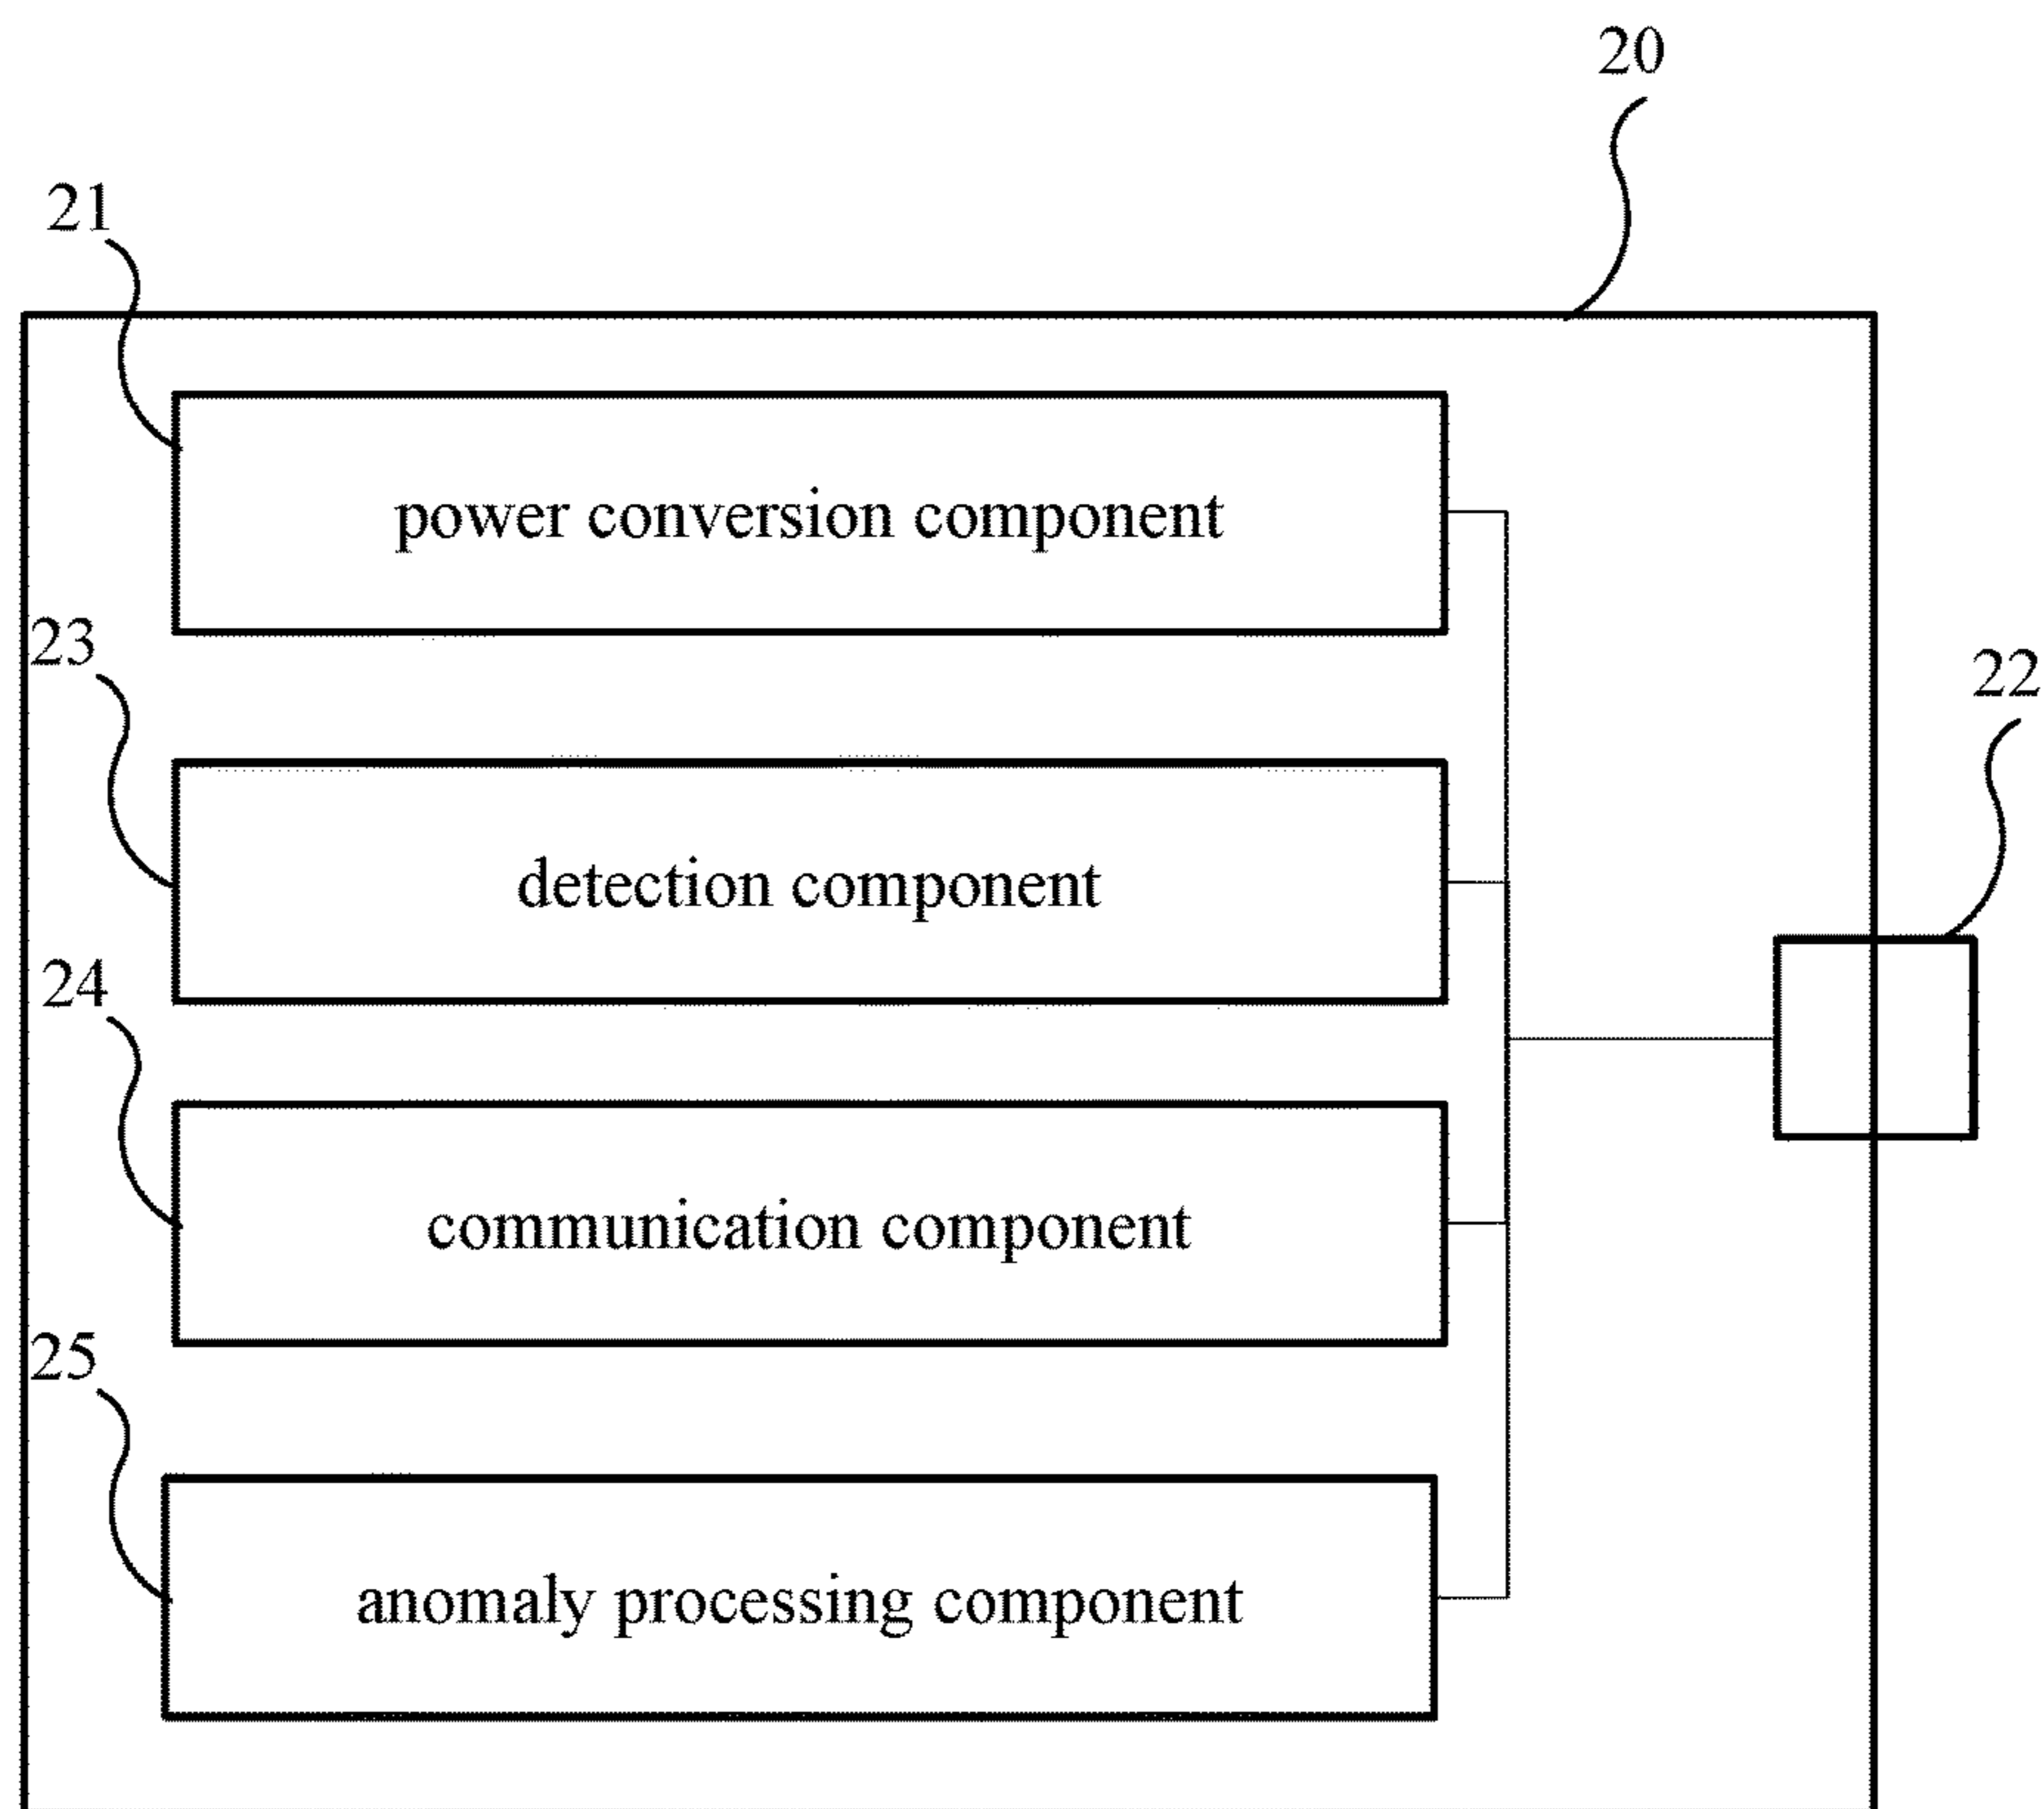 20
21
power conversion component
23
22
detection component
24
communication component
25
anomaly processing component